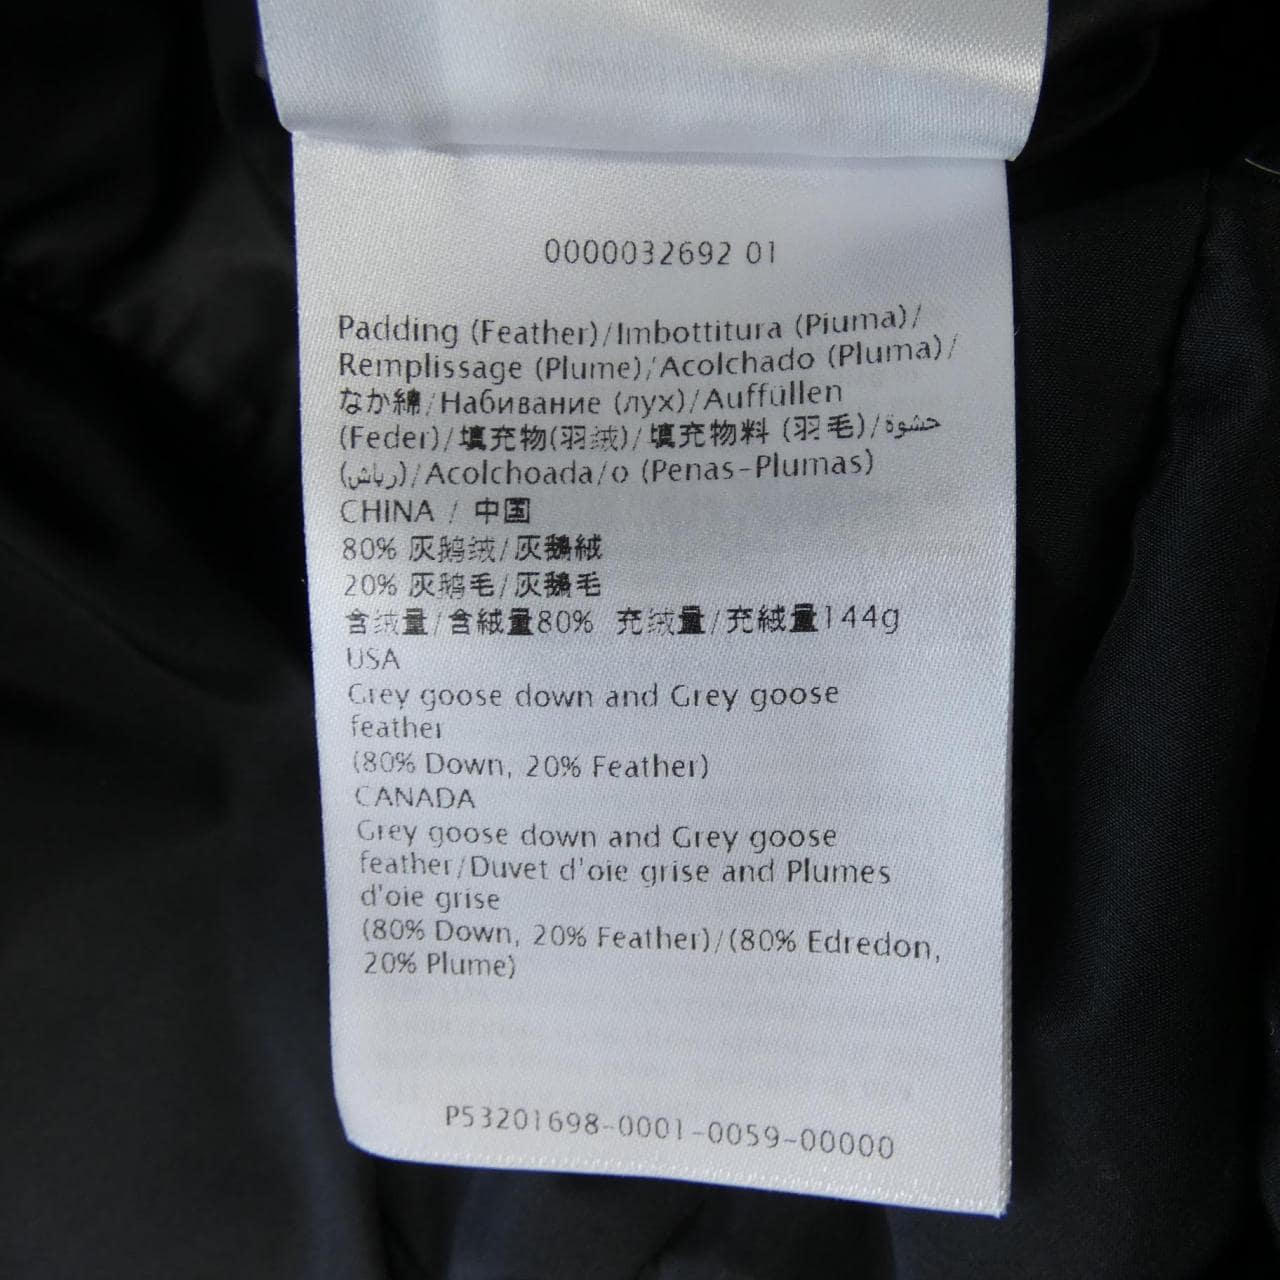 0000032692 01
Padding (Feather)/Imbottitura (Piuma)/
Remplissage (Plume)/Acolchado (Pluma)/
なか綿/Набивание (лух)/Auffüllen
(Feder)/填充物(羽绒)/填充物料 (羽毛)/حشوة
(رياش)/Acolchoada/o (Penas-Plumas)
CHINA / 中国
80% 灰鹅绒/灰鵝絨
20% 灰鹅毛/灰鵝毛
含绒量/含絨量80% 充绒量/充絨量144g
USA
Grey goose down and Grey goose
feather
(80% Down, 20% Feather)
CANADA
Grey goose down and Grey goose
feather/Duvet d'oie grise and Plumes
d'oie grise
(80% Down, 20% Feather)/(80% Edredon,
20% Plume)
P53201698-0001-0059-00000